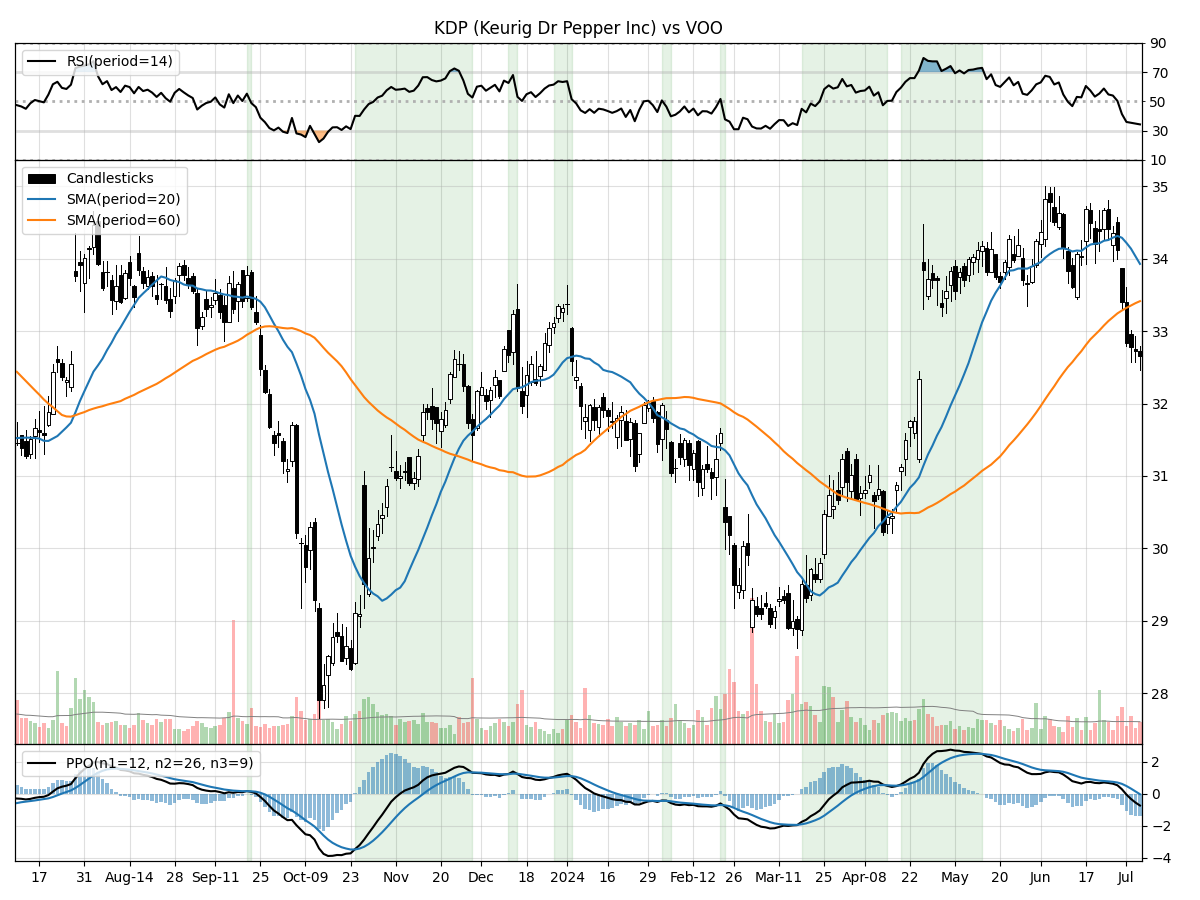 KDP (Keurig Dr Pepper Inc) vs VOO
RSI(period=14)
90
70
50
30
10
Candlesticks
SMA(period=20)
SMA(period=60)
35
34
33
32
31
30
29
28
PPO(n1=12, n2=26, n3=9)
2
0
−2
−4
17 31 Aug-14 28 Sep-11 25 Oct-09 23 Nov 20 Dec 18 2024 16 29 Feb-12 26 Mar-11 25 Apr-08 22 May 20 Jun 17 Jul